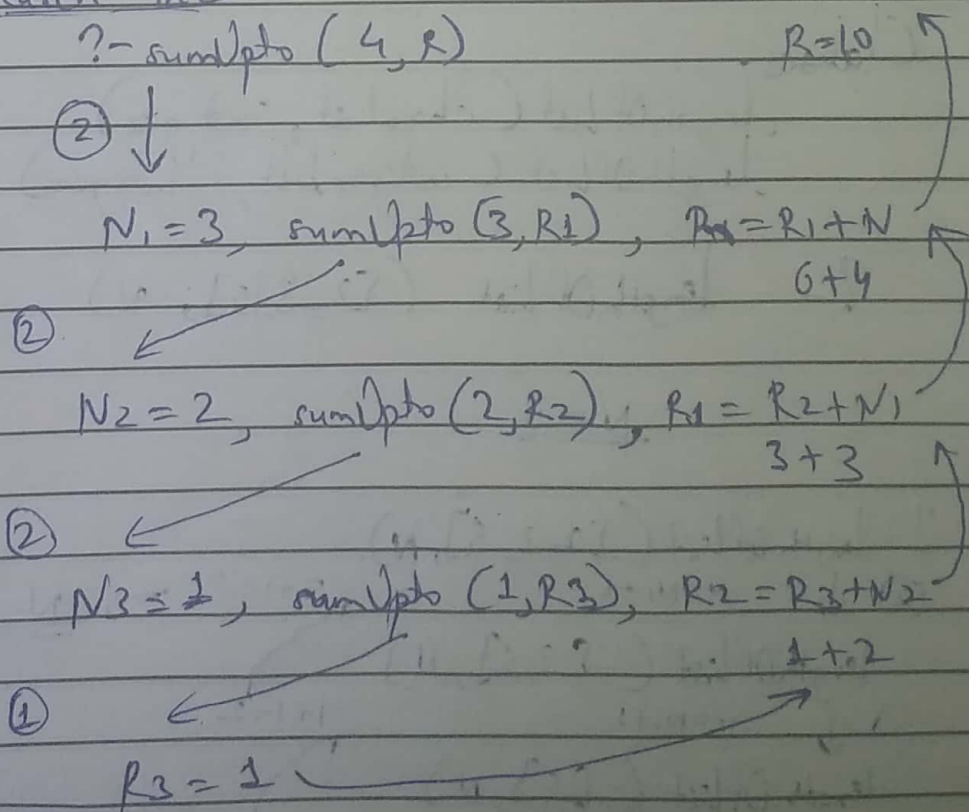 ?- sumUpto (4, R) R=10
②
N1 = 3, sumUpto (3, R1), R = R1 + N
6+4
②
N2 = 2, sumUpto (2, R2), R1 = R2 + N1
3+3
②
N3 = 1, sumUpto (1, R3), R2 = R3 + N2
1+2
①
R3 = 1